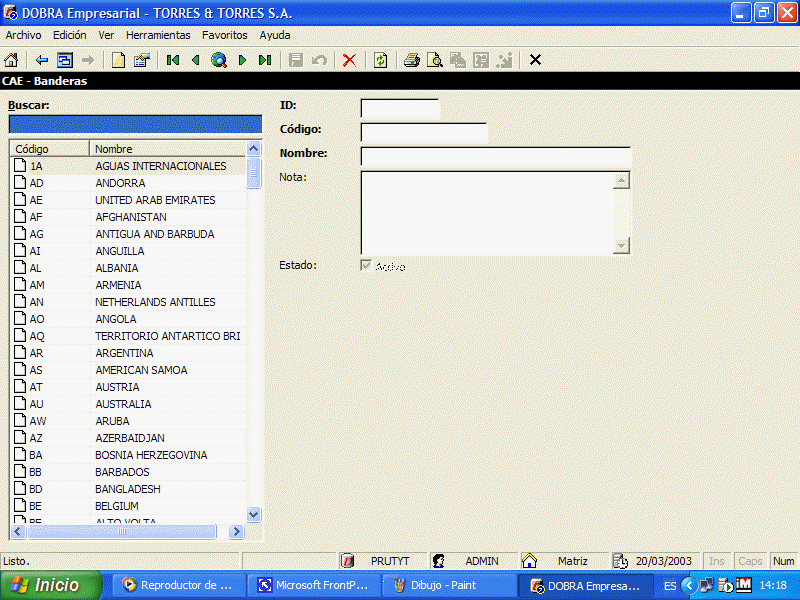 DOBRA Empresarial - TORRES & TORRES S.A.
Archivo Edición Ver Herramientas Favoritos Ayuda
CAE - Banderas
Buscar:
Código Nombre
1A AGUAS INTERNACIONALES
AD ANDORRA
AE UNITED ARAB EMIRATES
AF AFGHANISTAN
AG ANTIGUA AND BARBUDA
AI ANGUILLA
AL ALBANIA
AM ARMENIA
AN NETHERLANDS ANTILLES
AO ANGOLA
AQ TERRITORIO ANTARTICO BRI
AR ARGENTINA
AS AMERICAN SAMOA
AT AUSTRIA
AU AUSTRALIA
AW ARUBA
AZ AZERBAIDJAN
BA BOSNIA HERZEGOVINA
BB BARBADOS
BD BANGLADESH
BE BELGIUM
BF ALTO VOLTA
ID:
Código:
Nombre:
Nota:
Estado: Activo
Listo. PRUTYT ADMIN Matriz 20/03/2003 Ins Caps Num
Inicio Reproductor de ... Microsoft FrontP... Dibujo - Paint DOBRA Empresa... ES 14:18